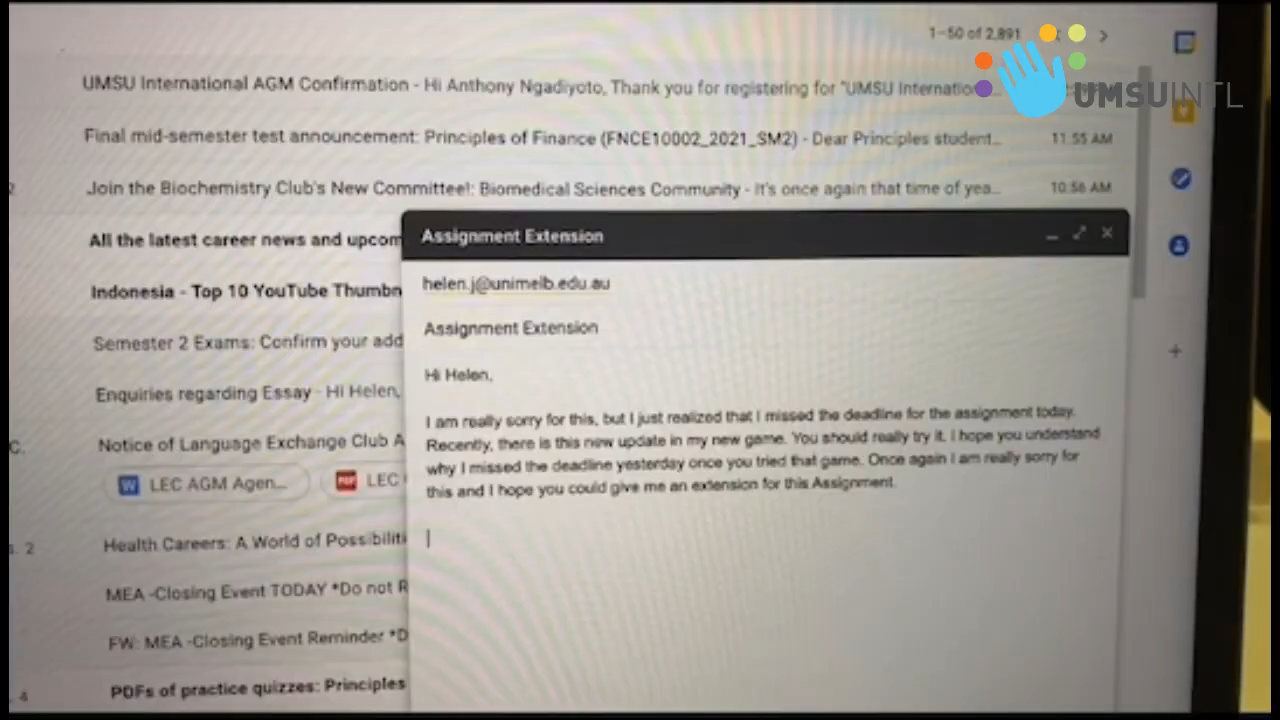 1–50 of 2,891
UMSUINTL
UMSU International AGM Confirmation - Hi Anthony Ngadiyoto, Thank you for registering for "UMSU Internatio...
Final mid-semester test announcement: Principles of Finance (FNCE10002_2021_SM2) - Dear Principles student... 11:55 AM
Join the Biochemistry Club's New Committee!: Biomedical Sciences Community - It's once again that time of yea... 10:56 AM
All the latest career news and upcom
Indonesia - Top 10 YouTube Thumbn
Semester 2 Exams: Confirm your add
Enquiries regarding Essay - Hi Helen,
C. Notice of Language Exchange Club A
W LEC AGM Agen... PDF LEC
s. 2 Health Careers: A World of Possibiliti
MEA -Closing Event TODAY *Do not R
FW: MEA -Closing Event Reminder *D
. 4 PDFs of practice quizzes: Principles
Assignment Extension
helen.j@unimelb.edu.au
Assignment Extension
Hi Helen,
I am really sorry for this, but I just realized that I missed the deadline for the assignment today.
Recently, there is this new update in my new game. You should really try it. I hope you understand
why I missed the deadline yesterday once you tried that game. Once again I am really sorry for
this and I hope you could give me an extension for this Assignment.